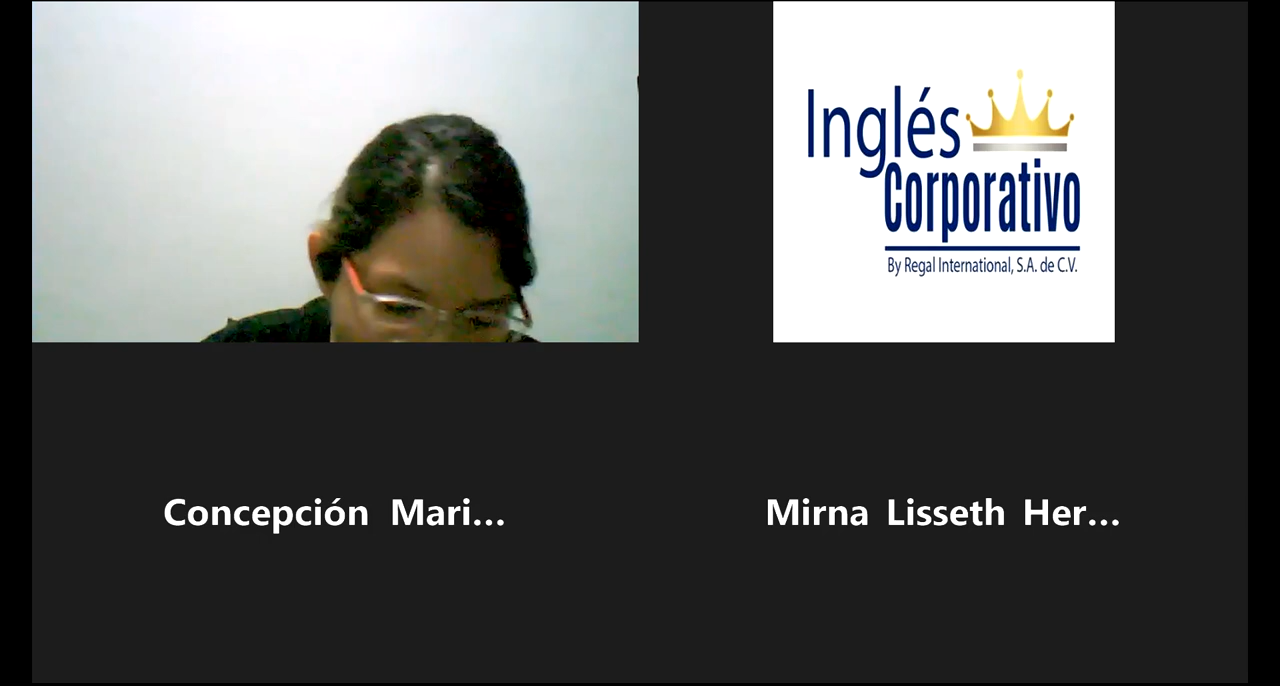 Inglés
Corporativo
By Regal International, S.A. de C.V.
Concepción Mari...
Mirna Lisseth Her...